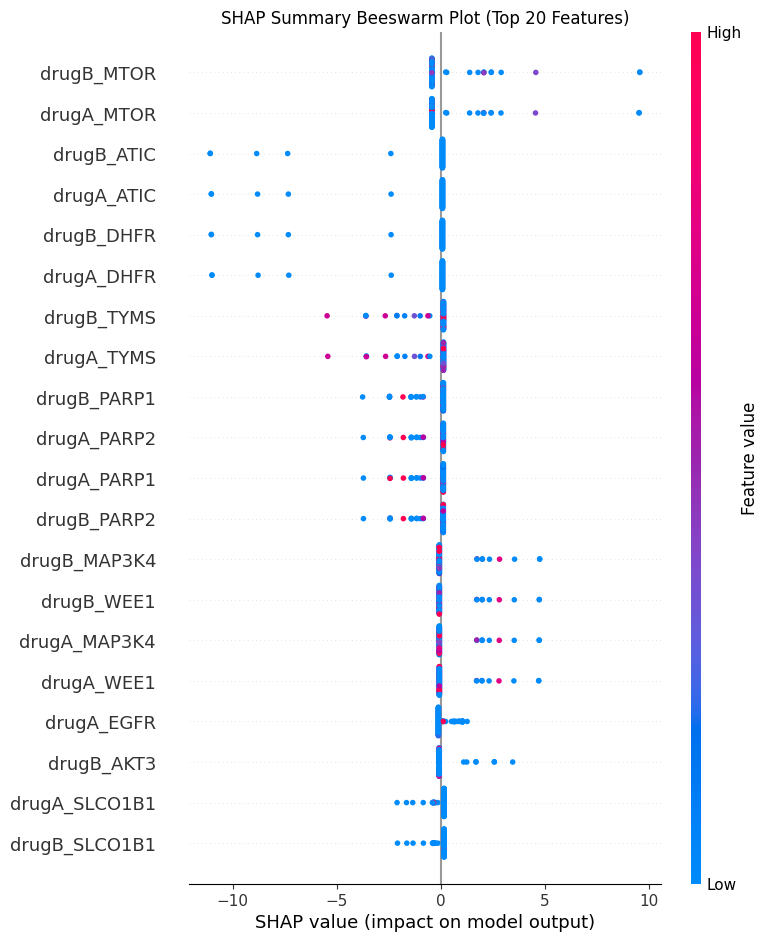 SHAP Summary Beeswarm Plot (Top 20 Features)
High
drugB_MTOR
drugA_MTOR
drugB_ATIC
drugA_ATIC
drugB_DHFR
drugA_DHFR
drugB_TYMS
drugA_TYMS
drugB_PARP1
drugA_PARP2
drugA_PARP1
drugB_PARP2
drugB_MAP3K4
drugB_WEE1
drugA_MAP3K4
drugA_WEE1
drugA_EGFR
drugB_AKT3
drugA_SLCO1B1
drugB_SLCO1B1
Feature value
Low
−10 −5 0 5 10
SHAP value (impact on model output)